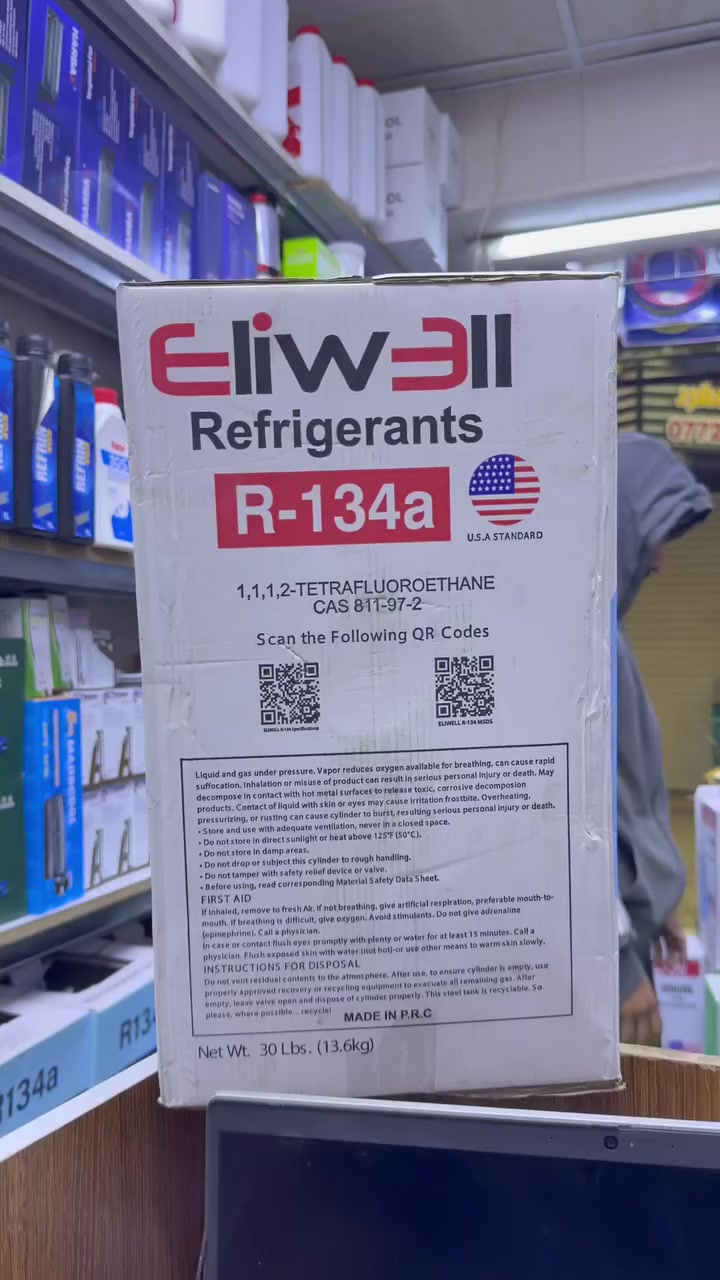 Eliwell
Refrigerants
R-134a
U.S.A STANDARD
1,1,1,2-TETRAFLUOROETHANE
CAS 811-97-2
Scan the Following QR Codes
ELIWELL R-134 MSDS
Liquid and gas under pressure. Vapor reduces oxygen available for breathing, can cause rapid
suffocation. Inhalation or misuse of product can result in serious personal injury or death. May
decompose in contact with hot metal surfaces to release toxic, corrosive decomposion
products. Contact of liquid with skin or eyes may cause irritation frostbite. Overheating,
pressurizing, or rusting can cause cylinder to burst, resulting serious personal injury or death.
• Store and use with adequate ventilation, never in a closed space.
• Do not store in direct sunlight or heat above 125°F (50°C).
• Do not store in damp areas.
• Do not drop or subject this cylinder to rough handling.
• Do not tamper with safety relief device or valve.
• Before using, read corresponding Material Safety Data Sheet.
FIRST AID
If Inhaled, remove to fresh Air. If not breathing, give artificial respiration, preferable mouth-to-
mouth. If breathing is difficult, give oxygen. Avoid stimulants. Do not give adrenaline
(epinephrine). Call a physician.
In case or contact flush eyes promptly with plenty or water for at least 15 minutes. Call a
physician. Flush exposed skin with water (not hot)-or use other means to warm skin slowly.
INSTRUCTIONS FOR DISPOSAL
Do not vent residual contents to the atmosphere. After use, to ensure cylinder is empty, use
properly approved recovery or recycling equipment to evacuate all remaining gas. After
empty, leave valve open and dispose of cylinder properly. This steel tank is recyclable. So
please, where possible... recycle!
MADE IN P.R.C
Net Wt. 30 Lbs. (13.6kg)
R134a
R13
0772